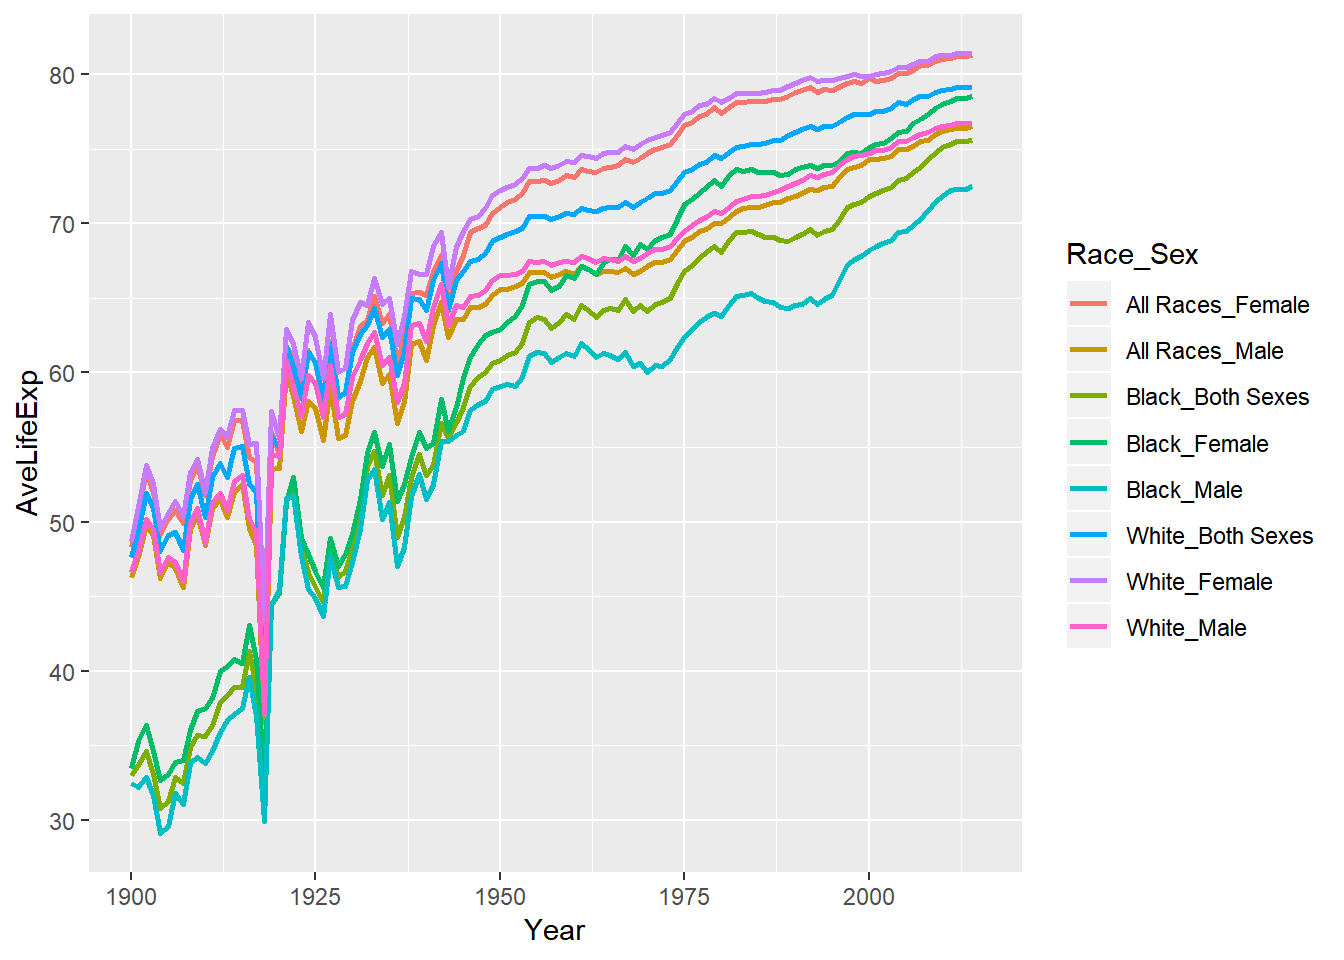 80
70
60
50
40
30
AveLifeExp
1900 1925 1950 1975 2000
Year
Race_Sex
All Races_Female
All Races_Male
Black_Both Sexes
Black_Female
Black_Male
White_Both Sexes
White_Female
White_Male